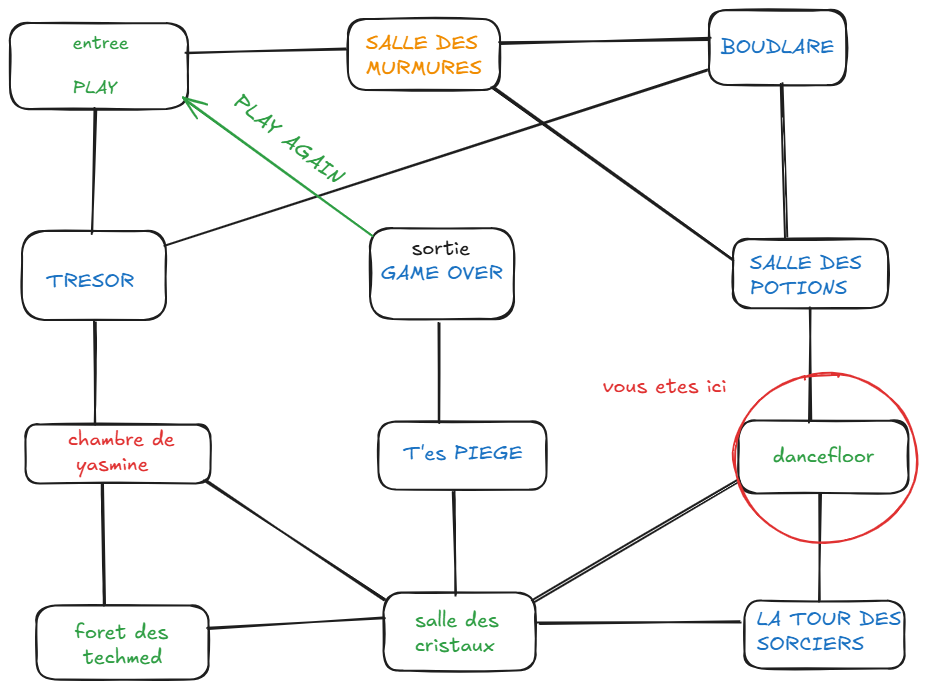 entree
PLAY
SALLE DES
MURMURES
BOUDLARE
PLAY AGAIN
TRESOR
sortie
GAME OVER
SALLE DES
POTIONS
vous etes ici
chambre de
yasmine
T'es PIEGE
dancefloor
foret des
techmed
salle des
cristaux
LA TOUR DES
SORCIERS